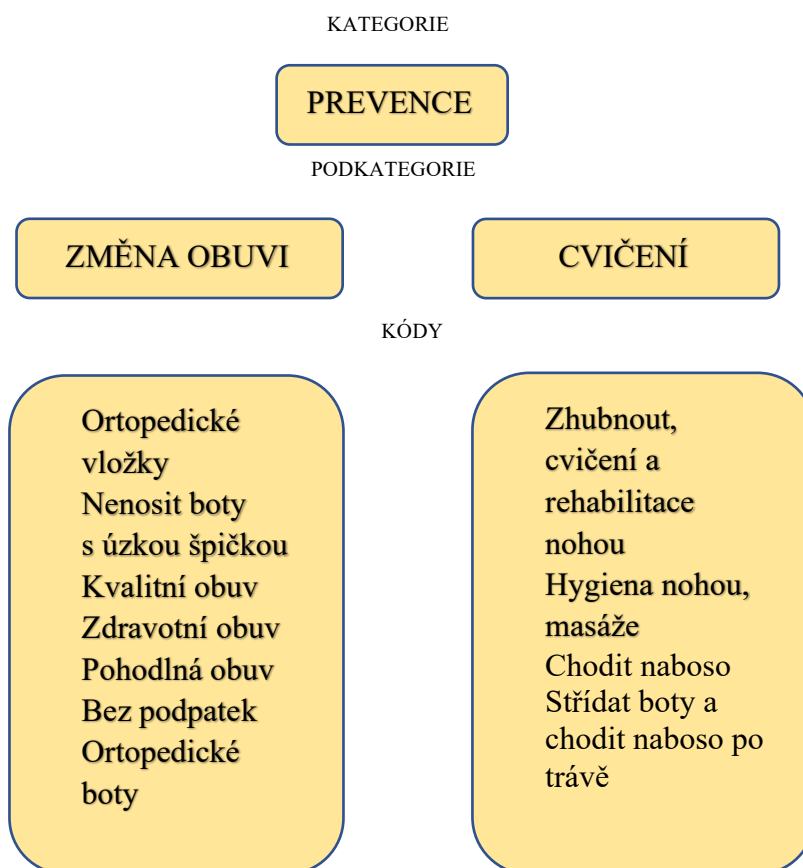 KATEGORIE
PREVENCE
PODKATEGORIE
ZMĚNA OBUVI
CVIČENÍ
KÓDY
Ortopedické
vložky
Nenosit boty
s úzkou špičkou
Kvalitní obuv
Zdravotní obuv
Pohodlná obuv
Bez podpatek
Ortopedické
boty
Zhubnout,
cvičení a
rehabilitace
nohou
Hygiena nohou,
masáže
Chodit naboso
Střídat boty a
chodit naboso po
trávě